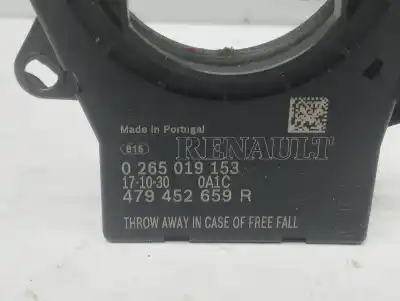 Made in Portugal
815 RENAULT
0 265 019 153
17-10-30 0A1C
479 452 659 R
THROW AWAY IN CASE OF FREE FALL